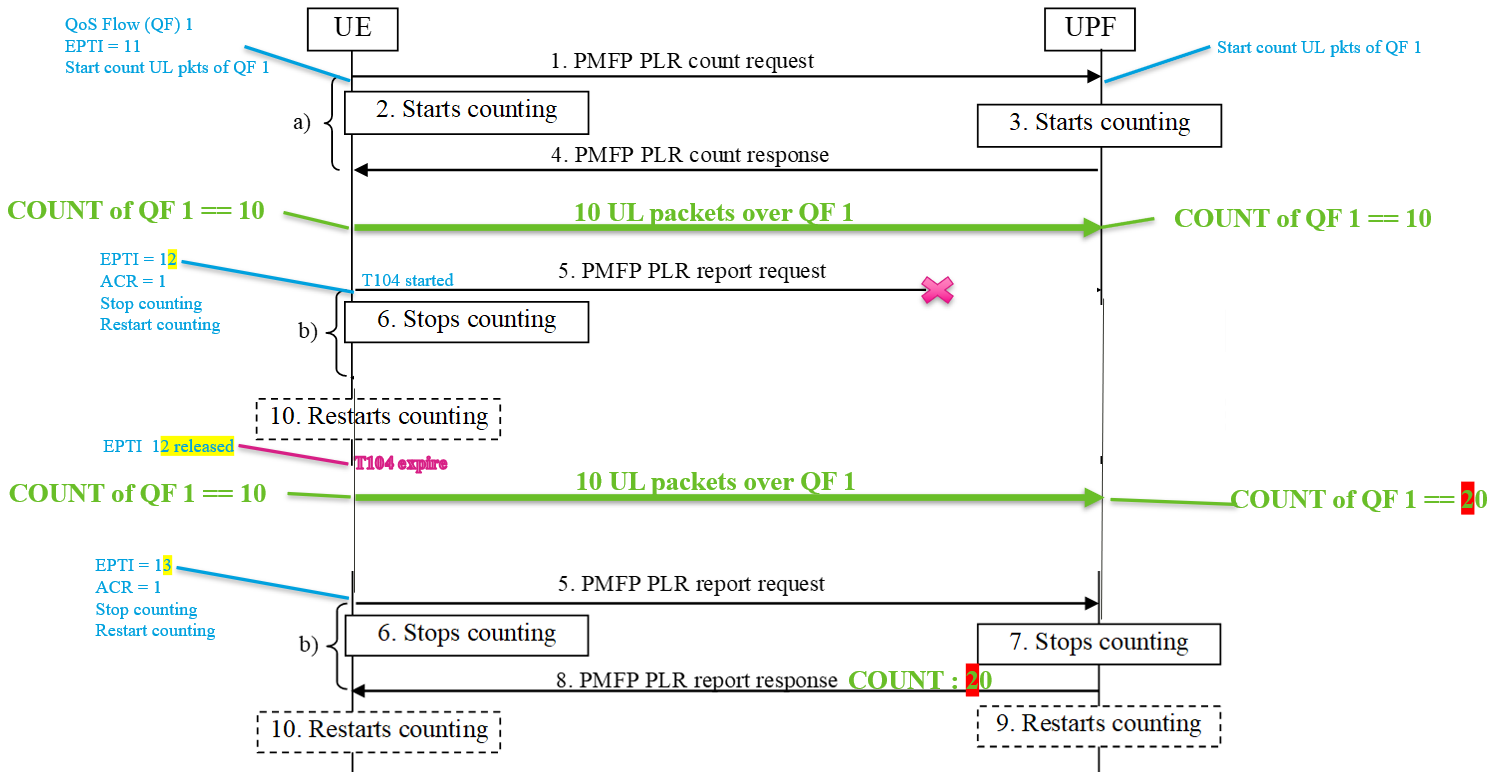 QoS Flow (QF) 1
EPTI = 11
Start count UL pkts of QF 1
UE
UPF
Start count UL pkts of QF 1
1. PMFP PLR count request
2. Starts counting
3. Starts counting
a)
4. PMFP PLR count response
COUNT of QF 1 == 10
10 UL packets over QF 1
COUNT of QF 1 == 10
EPTI = 12
ACR = 1
Stop counting
Restart counting
T104 started
5. PMFP PLR report request
6. Stops counting
b)
10. Restarts counting
EPTI 12 released
T104 expire
COUNT of QF 1 == 10
10 UL packets over QF 1
COUNT of QF 1 == 20
EPTI = 13
ACR = 1
Stop counting
Restart counting
5. PMFP PLR report request
6. Stops counting
7. Stops counting
b)
8. PMFP PLR report response COUNT : 20
10. Restarts counting
9. Restarts counting